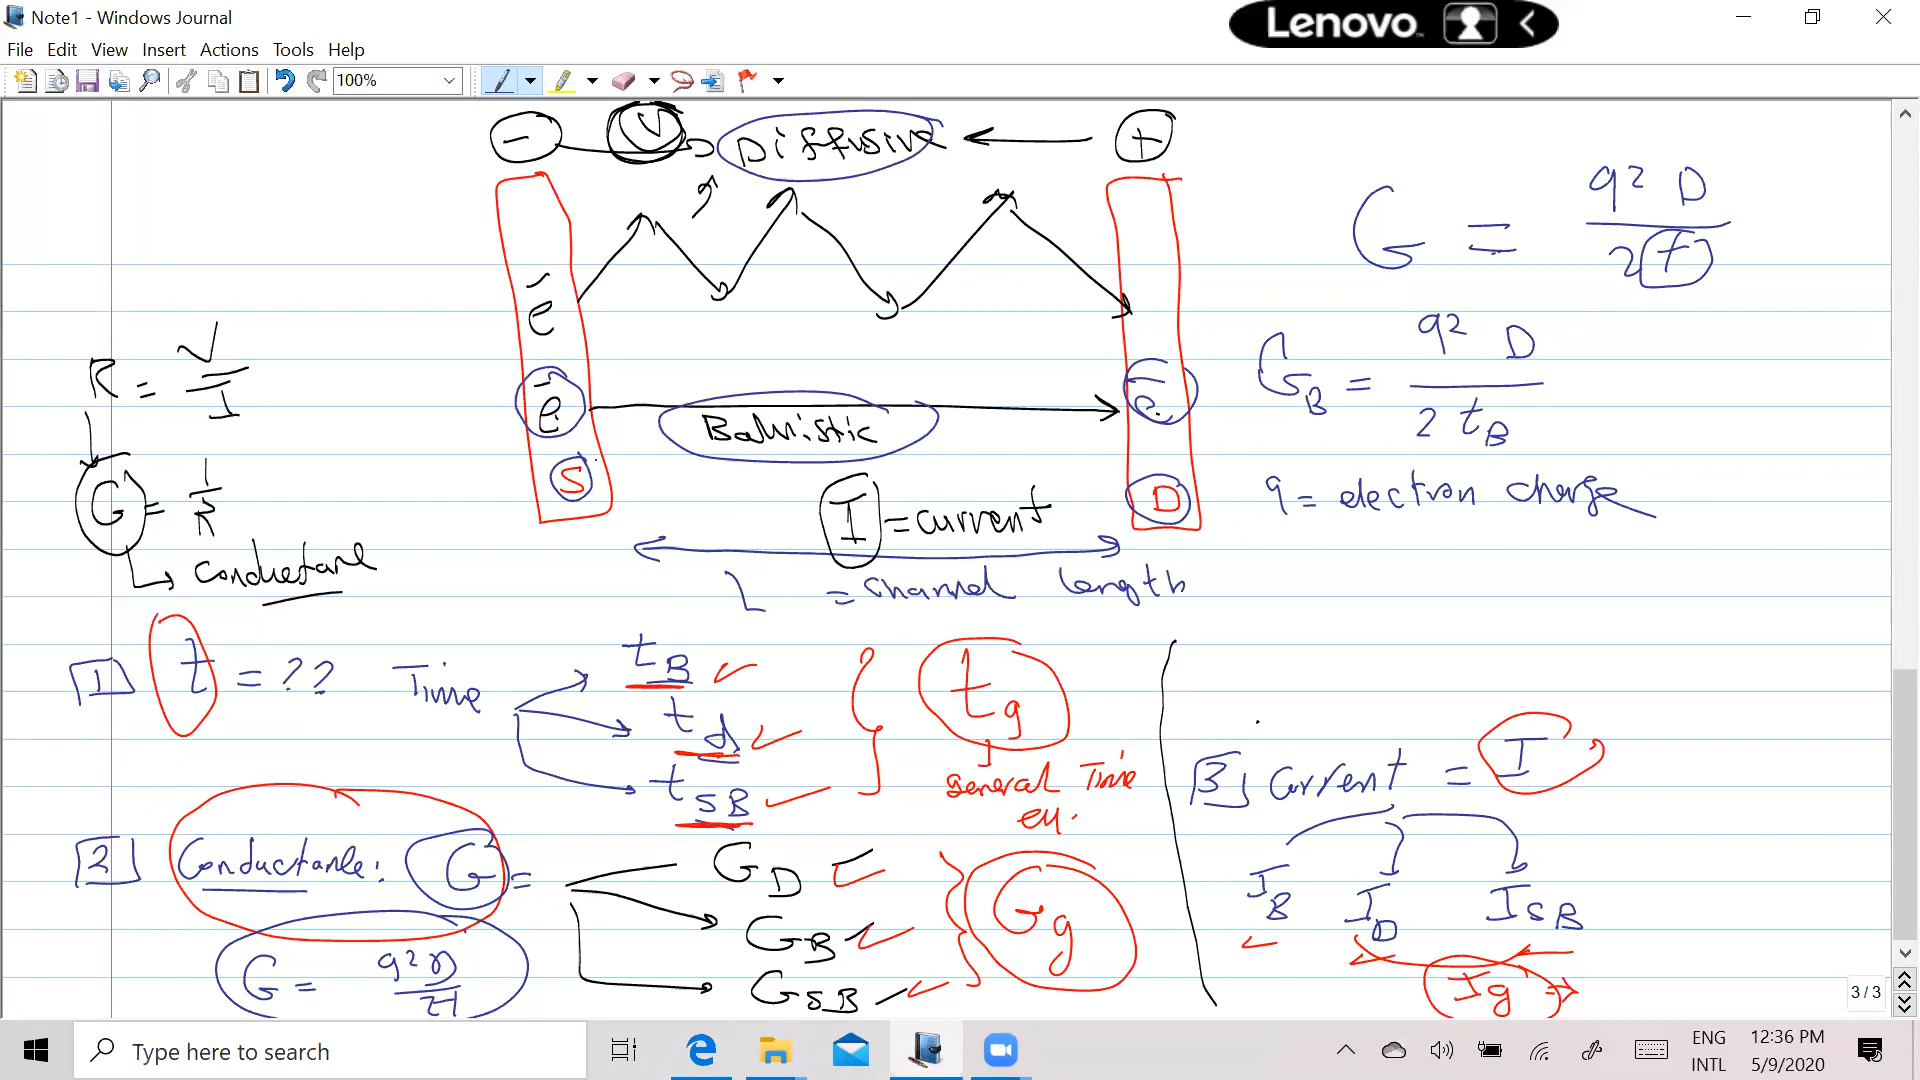 Note1 - Windows Journal
Lenovo
File Edit View Insert Actions Tools Help
100%
- V Diffusive +
G = q² D / 2 t
e
R = V / I
e Ballistic e
G_B = q² D / 2 t_B
S D
q = electron charge
G = 1 / R
I = current
conductance
L = channel length
1 t = ?? Time
t_B
t_d
t_SB
t_g
general Time
3 Current = I
I_B I_D I_SB
I_g
2 Conductance: G =
G_D
G_B
G_SB
G_g
G = q² D / 2t
3 / 3
Type here to search
ENG
INTL
12:36 PM
5/9/2020